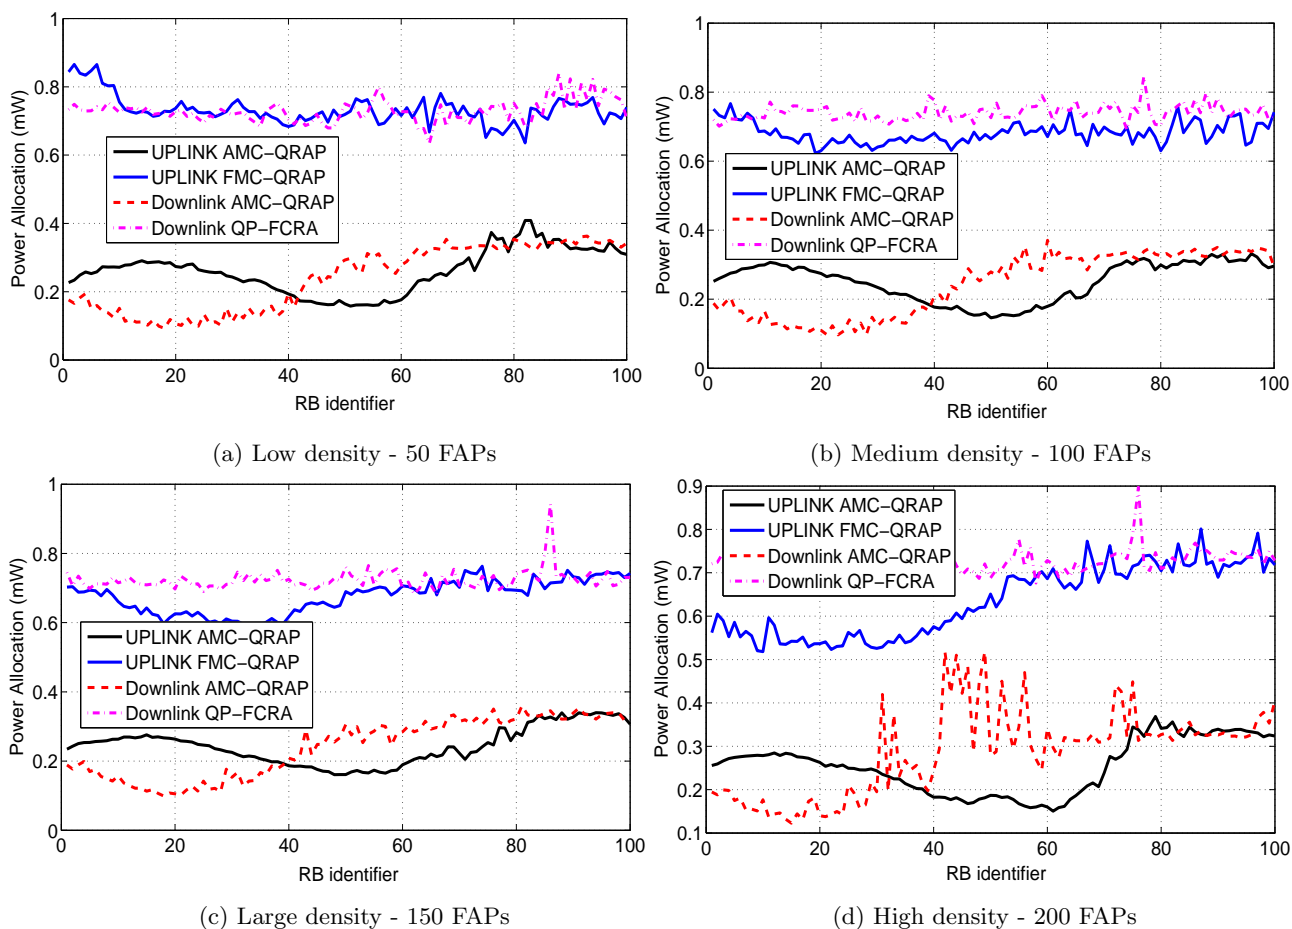 1
0.8
0.6
0.4
0.2
0
Power Allocation (mW)
UPLINK AMC−QRAP
UPLINK FMC−QRAP
Downlink AMC−QRAP
Downlink QP−FCRA
0 20 40 60 80 100
RB identifier
(a) Low density - 50 FAPs
1
0.8
0.6
0.4
0.2
0
Power Allocation (mW)
UPLINK AMC−QRAP
UPLINK FMC−QRAP
Downlink AMC−QRAP
Downlink QP−FCRA
0 20 40 60 80 100
RB identifier
(b) Medium density - 100 FAPs
1
0.8
0.6
0.4
0.2
0
Power Allocation (mW)
UPLINK AMC−QRAP
UPLINK FMC−QRAP
Downlink AMC−QRAP
Downlink QP−FCRA
0 20 40 60 80 100
RB identifier
(c) Large density - 150 FAPs
0.9
0.8
0.7
0.6
0.5
0.4
0.3
0.2
0.1
Power Allocation (mW)
UPLINK AMC−QRAP
UPLINK FMC−QRAP
Downlink AMC−QRAP
Downlink QP−FCRA
0 20 40 60 80 100
RB identifier
(d) High density - 200 FAPs